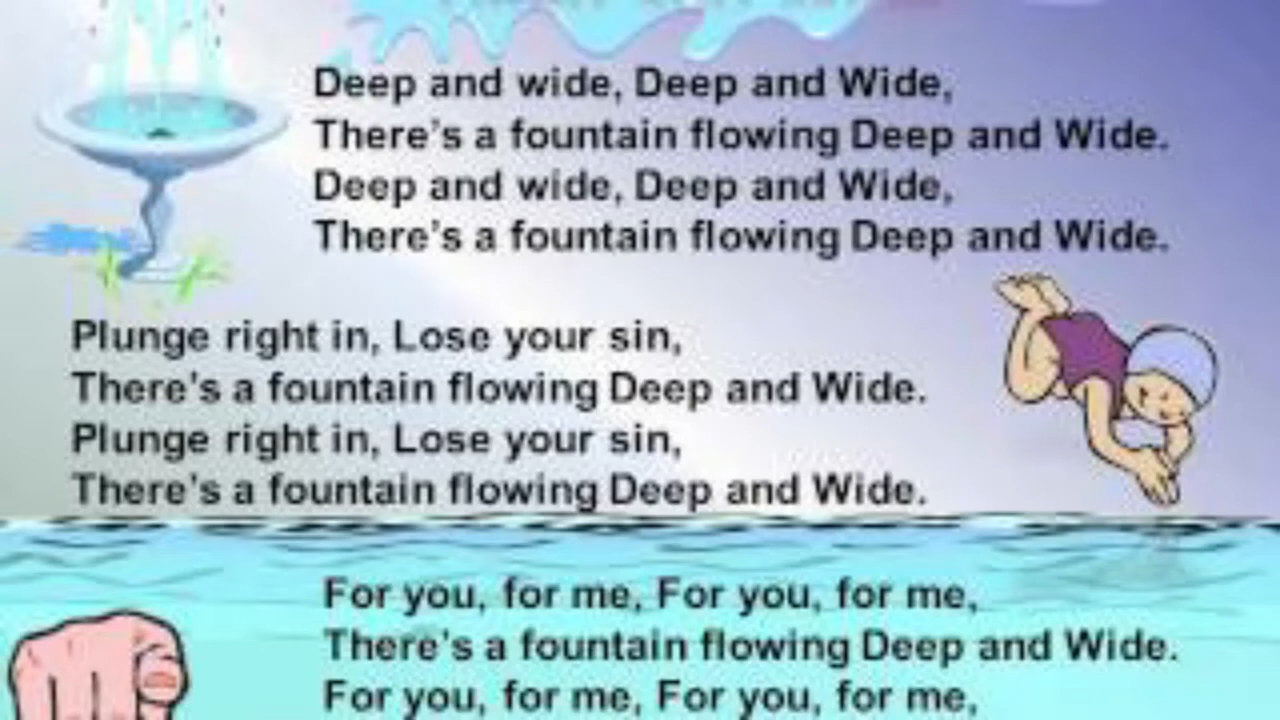 Deep and wide, Deep and Wide,
There's a fountain flowing Deep and Wide.
Deep and wide, Deep and Wide,
There's a fountain flowing Deep and Wide.
Plunge right in, Lose your sin,
There's a fountain flowing Deep and Wide.
Plunge right in, Lose your sin,
There's a fountain flowing Deep and Wide.
For you, for me, For you, for me,
There's a fountain flowing Deep and Wide.
For you, for me, For you, for me,